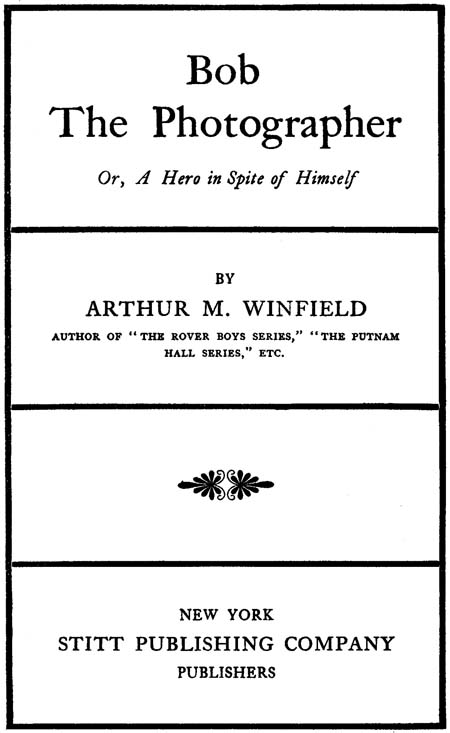 Bob
The Photographer
Or, A Hero in Spite of Himself
BY
ARTHUR M. WINFIELD
AUTHOR OF "THE ROVER BOYS SERIES," "THE PUTNAM
HALL SERIES," ETC.
NEW YORK
STITT PUBLISHING COMPANY
PUBLISHERS